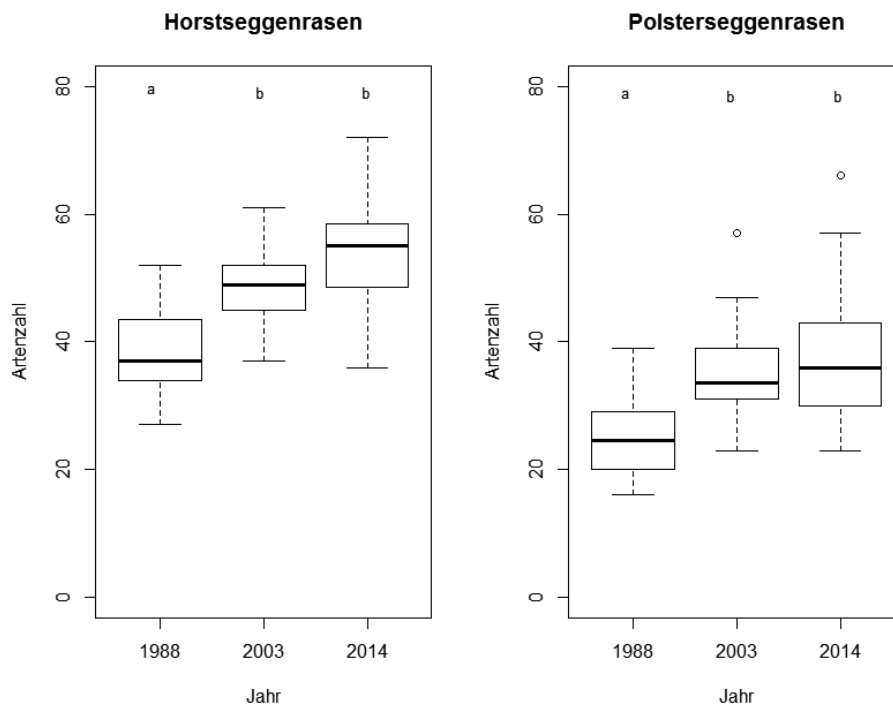 Horstseggenrasen
Artenzahl
80
60
40
20
0
a b b
1988 2003 2014
Jahr
Polsterseggenrasen
Artenzahl
80
60
40
20
0
a b b
1988 2003 2014
Jahr